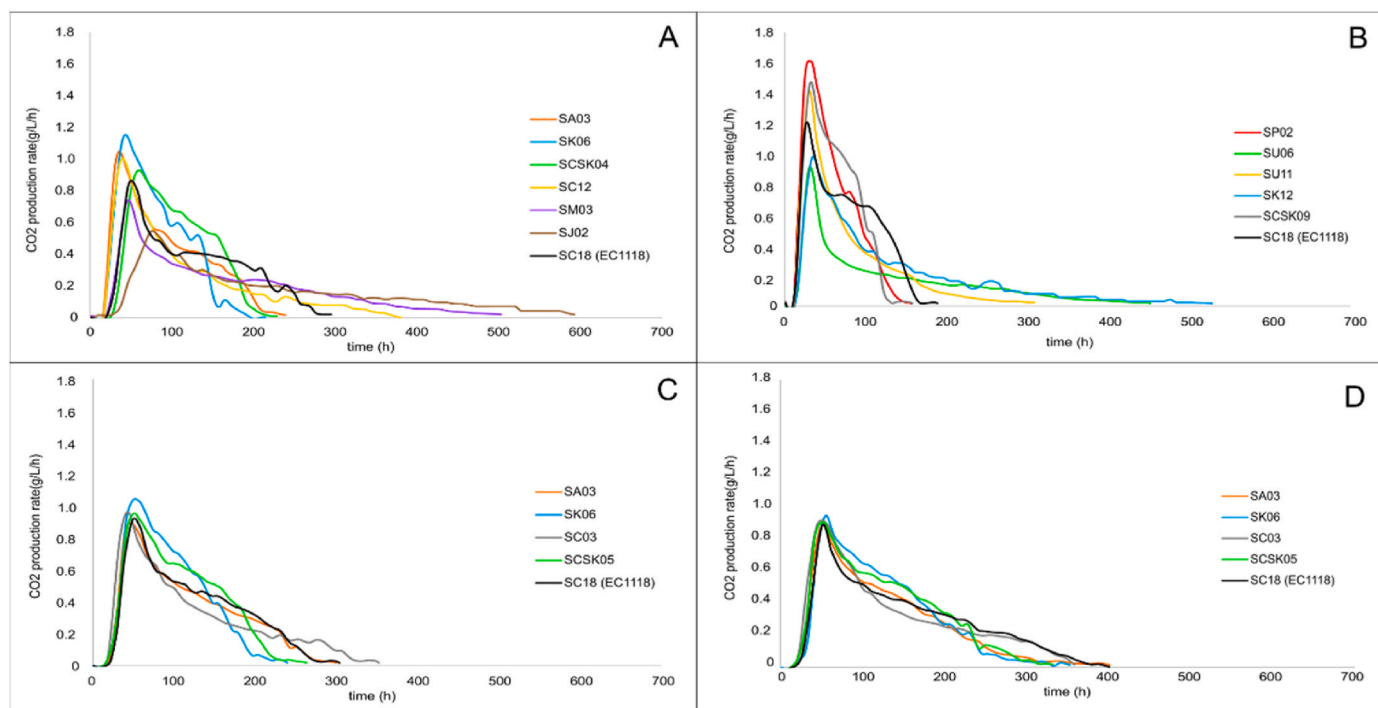 A
CO2 production rate(g/L/h)
1.8
1.6
1.4
1.2
1.0
0.8
0.6
0.4
0.2
0
0 100 200 300 400 500 600 700
time (h)
SA03
SK06
SCSK04
SC12
SM03
SJ02
SC18 (EC1118)
B
CO2 production rate(g/L/h)
1.8
1.6
1.4
1.2
1.0
0.8
0.6
0.4
0.2
0
0 100 200 300 400 500 600 700
time (h)
SP02
SU06
SU11
SK12
SCSK09
SC18 (EC1118)
C
CO2 production rate(g/L/h)
1.8
1.6
1.4
1.2
1.0
0.8
0.6
0.4
0.2
0
0 100 200 300 400 500 600 700
time (h)
SA03
SK06
SC03
SCSK05
SC18 (EC1118)
D
CO2 production rate(g/L/h)
1.8
1.6
1.4
1.2
1.0
0.8
0.6
0.4
0.2
0
0 100 200 300 400 500 600 700
time (h)
SA03
SK06
SC03
SCSK05
SC18 (EC1118)